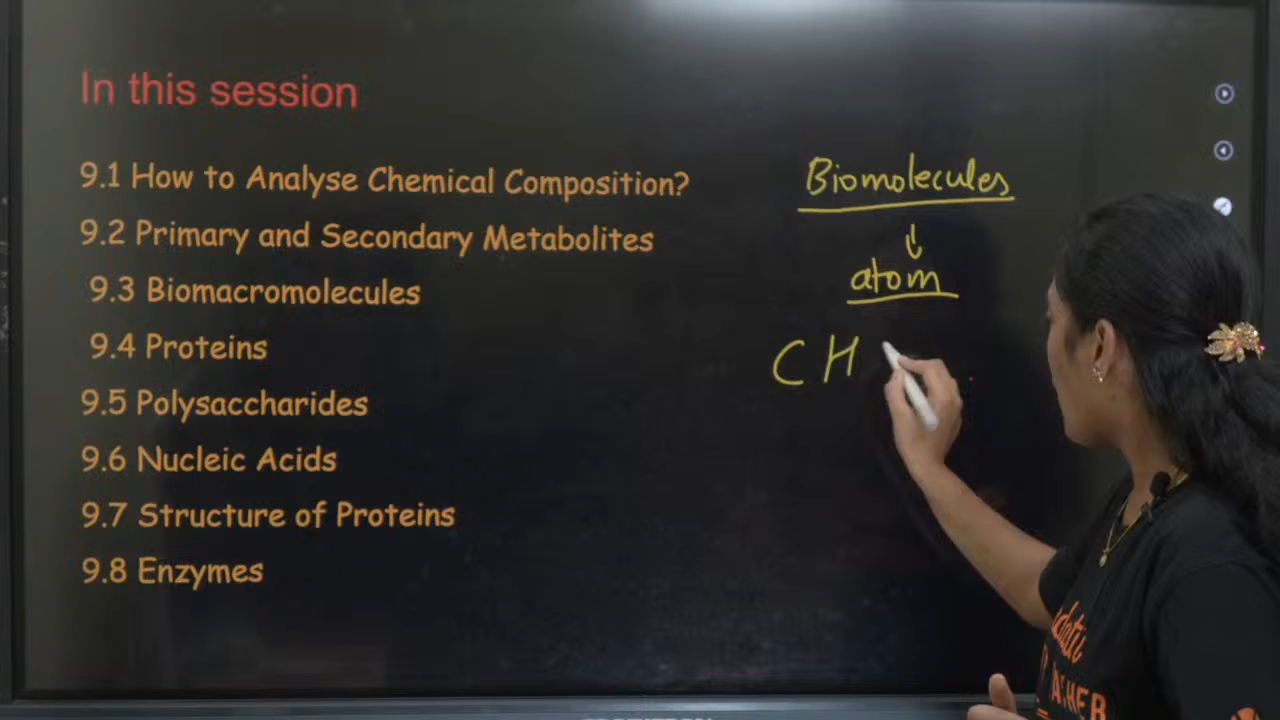 In this session
9.1 How to Analyse Chemical Composition?
9.2 Primary and Secondary Metabolites
9.3 Biomacromolecules
9.4 Proteins
9.5 Polysaccharides
9.6 Nucleic Acids
9.7 Structure of Proteins
9.8 Enzymes
Biomolecules
atom
C H